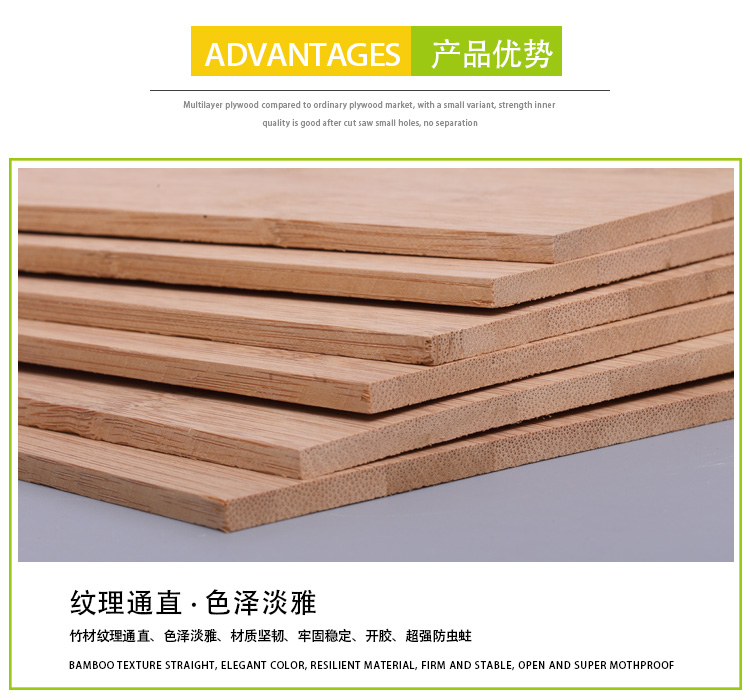 ADVANTAGES 产品优势
Multilayer plywood compared to ordinary plywood market, with a small variant, strength inner
quality is good after cut saw small holes, no separation
纹理通直·色泽淡雅
竹材纹理通直、色泽淡雅、材质坚韧、牢固稳定、开胶、超强防虫蛀
BAMBOO TEXTURE STRAIGHT, ELEGANT COLOR, RESILIENT MATERIAL, FIRM AND STABLE, OPEN AND SUPER MOTHPROOF